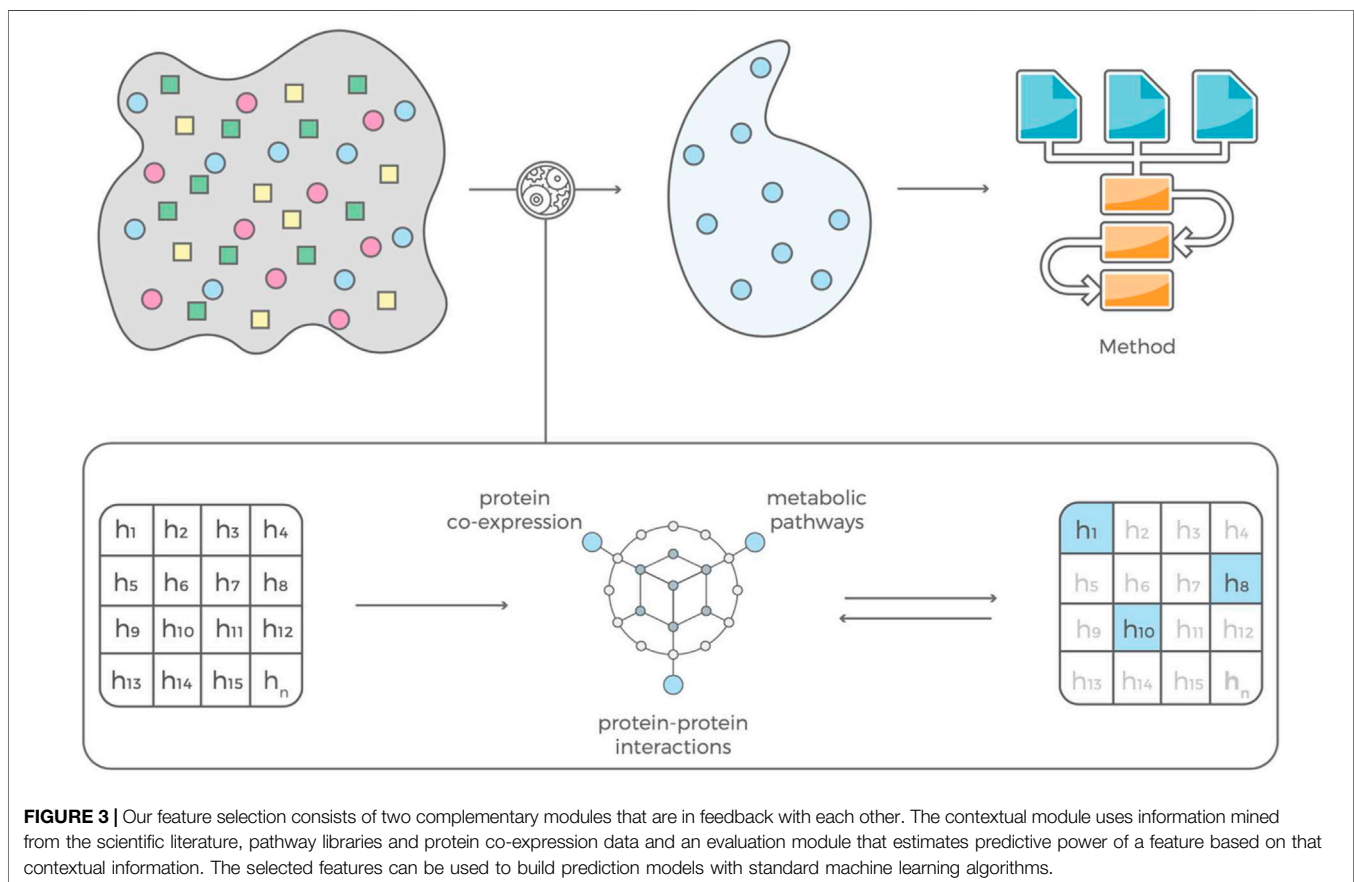 Method
protein
co-expression
metabolic
pathways
h1 h2 h3 h4
h5 h6 h7 h8
h9 h10 h11 h12
h13 h14 h15 hn
protein-protein
interactions
h1 h2 h3 h4
h5 h6 h7 h8
h9 h10 h11 h12
h13 h14 h15 hn
FIGURE 3 | Our feature selection consists of two complementary modules that are in feedback with each other. The contextual module uses information mined
from the scientific literature, pathway libraries and protein co-expression data and an evaluation module that estimates predictive power of a feature based on that
contextual information. The selected features can be used to build prediction models with standard machine learning algorithms.